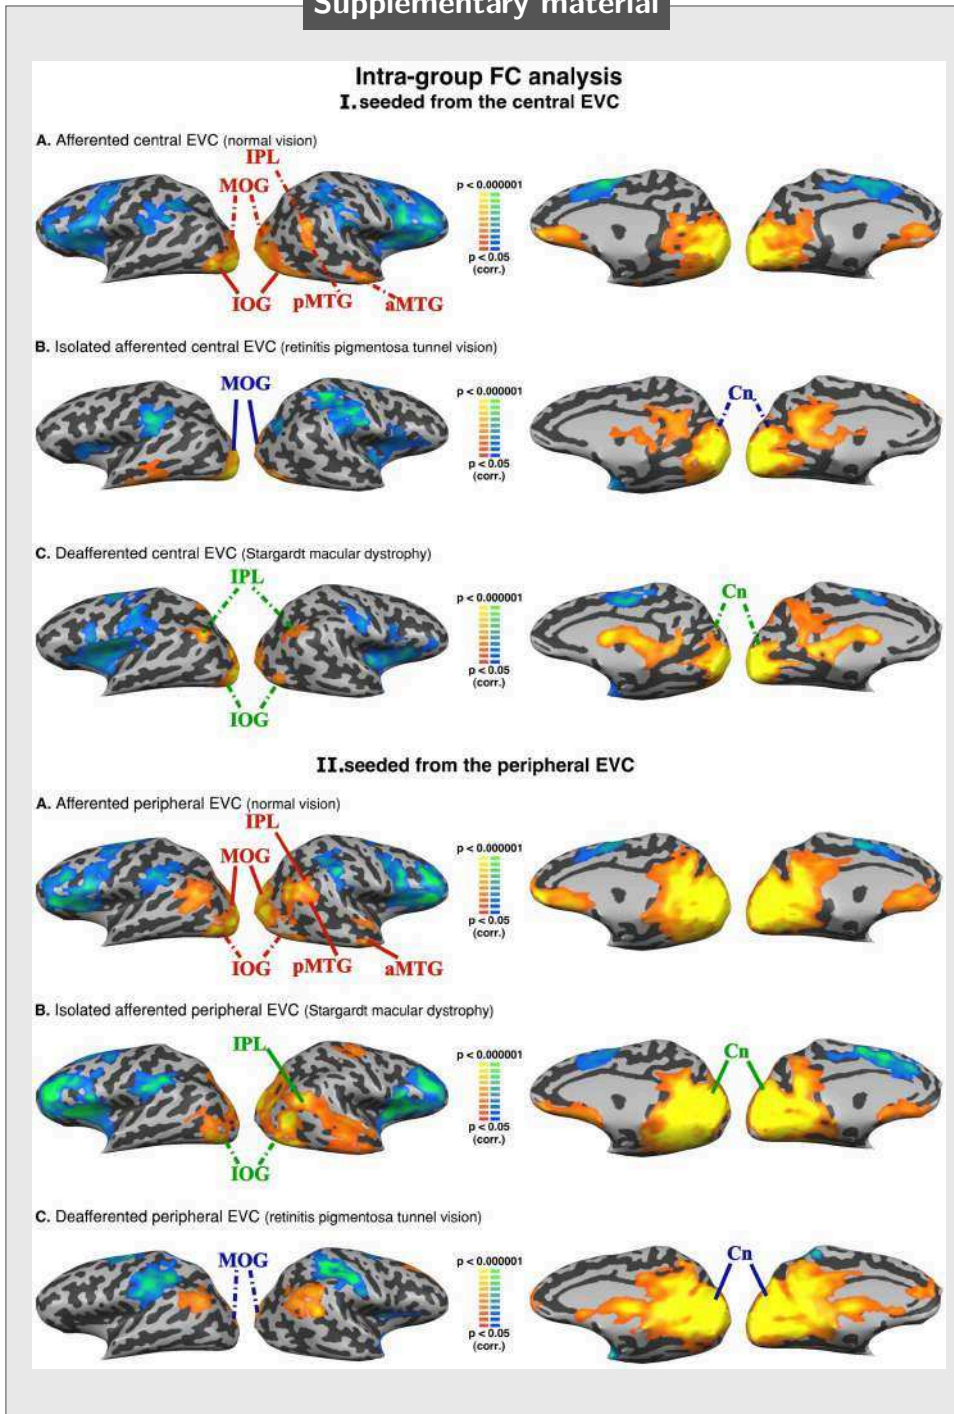 Supplementary material
Intra-group FC analysis
I.seeded from the central EVC
A. Afferented central EVC (normal vision)
IPL
MOG
IOG
pMTG
aMTG
p < 0.000001
p < 0.05
(corr.)
B. Isolated afferented central EVC (retinitis pigmentosa tunnel vision)
MOG
p < 0.000001
p < 0.05
(corr.)
Cn
C. Deafferented central EVC (Stargardt macular dystrophy)
IPL
IOG
p < 0.000001
p < 0.05
(corr.)
Cn
II.seeded from the peripheral EVC
A. Afferented peripheral EVC (normal vision)
IPL
MOG
IOG
pMTG
aMTG
p < 0.000001
p < 0.05
(corr.)
B. Isolated afferented peripheral EVC (Stargardt macular dystrophy)
IPL
IOG
p < 0.000001
p < 0.05
(corr.)
Cn
C. Deafferented peripheral EVC (retinitis pigmentosa tunnel vision)
MOG
p < 0.000001
p < 0.05
(corr.)
Cn